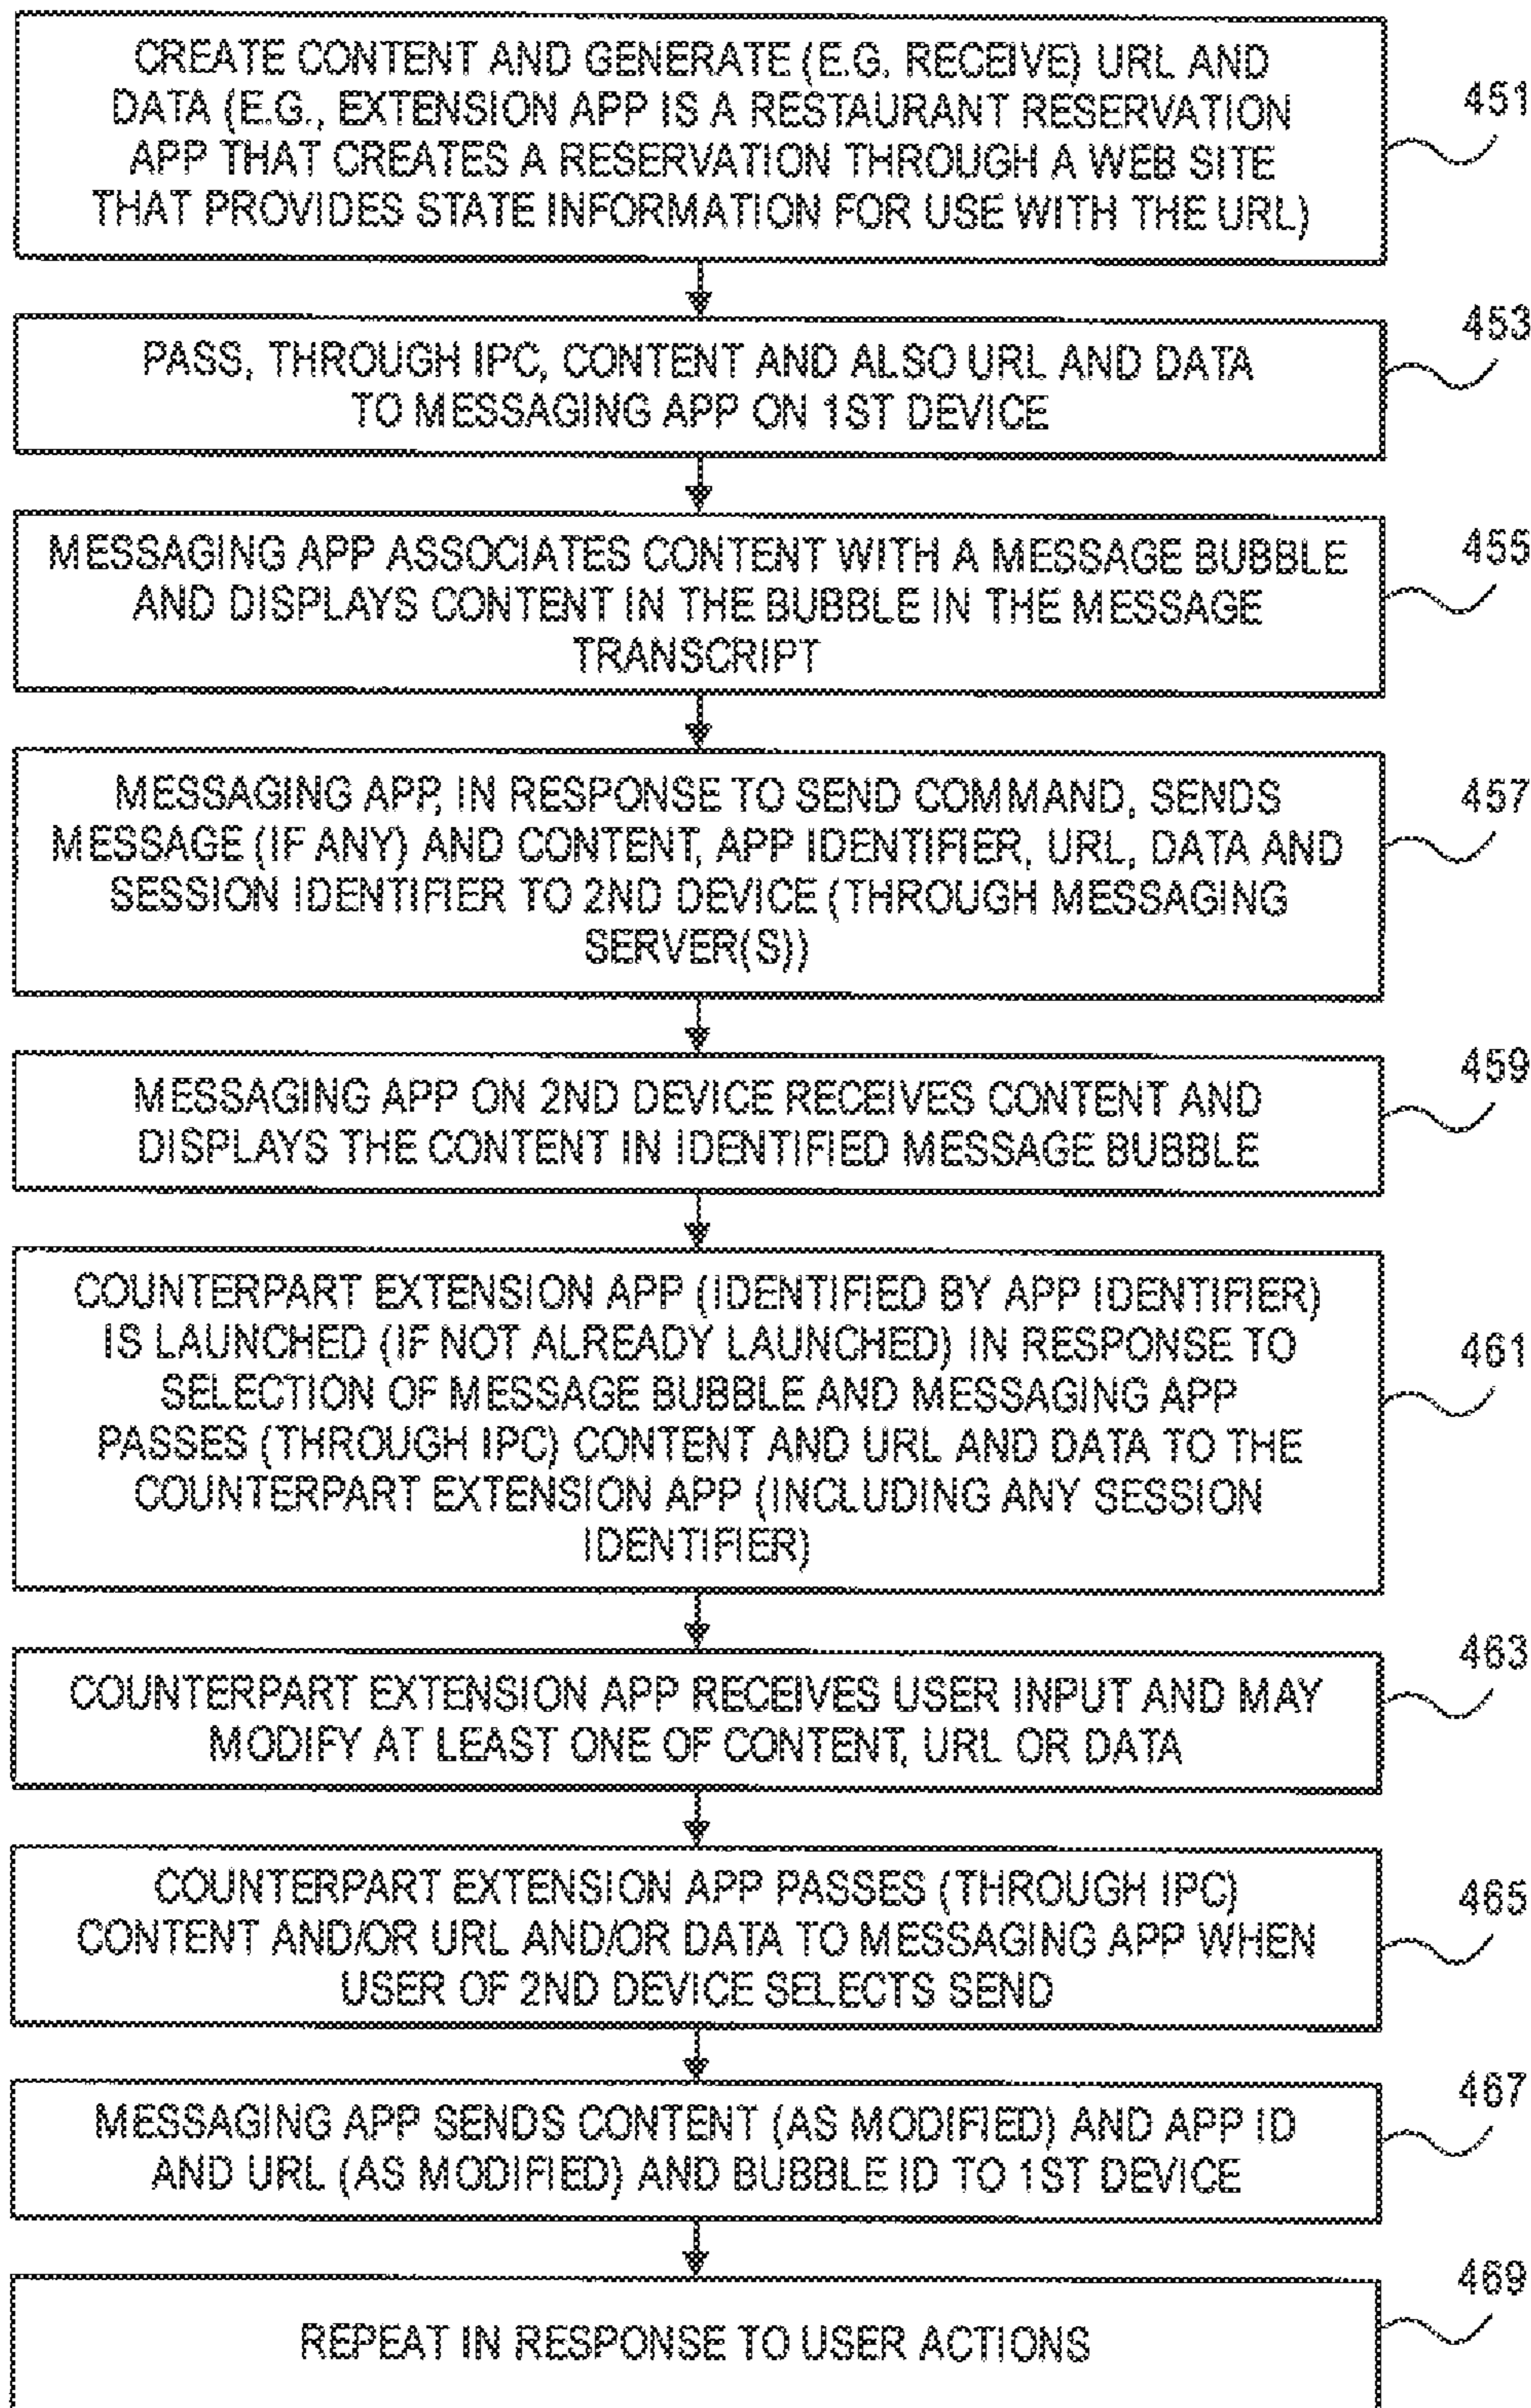 CREATE CONTENT AND GENERATE (E.G. RECEIVE) URL AND
DATA (E.G., EXTENSION APP IS A RESTAURANT RESERVATION
APP THAT CREATES A RESERVATION THROUGH A WEB SITE
THAT PROVIDES STATE INFORMATION FOR USE WITH THE URL)
451
PASS, THROUGH IPC, CONTENT AND ALSO URL AND DATA
TO MESSAGING APP ON 1ST DEVICE
453
MESSAGING APP ASSOCIATES CONTENT WITH A MESSAGE BUBBLE
AND DISPLAYS CONTENT IN THE BUBBLE IN THE MESSAGE
TRANSCRIPT
455
MESSAGING APP, IN RESPONSE TO SEND COMMAND, SENDS
MESSAGE (IF ANY) AND CONTENT, APP IDENTIFIER, URL, DATA AND
SESSION IDENTIFIER TO 2ND DEVICE (THROUGH MESSAGING
SERVER(S))
457
MESSAGING APP ON 2ND DEVICE RECEIVES CONTENT AND
DISPLAYS THE CONTENT IN IDENTIFIED MESSAGE BUBBLE
459
COUNTERPART EXTENSION APP (IDENTIFIED BY APP IDENTIFIER)
IS LAUNCHED (IF NOT ALREADY LAUNCHED) IN RESPONSE TO
SELECTION OF MESSAGE BUBBLE AND MESSAGING APP
PASSES (THROUGH IPC) CONTENT AND URL AND DATA TO THE
COUNTERPART EXTENSION APP (INCLUDING ANY SESSION
IDENTIFIER)
461
COUNTERPART EXTENSION APP RECEIVES USER INPUT AND MAY
MODIFY AT LEAST ONE OF CONTENT, URL OR DATA
463
COUNTERPART EXTENSION APP PASSES (THROUGH IPC)
CONTENT AND/OR URL AND/OR DATA TO MESSAGING APP WHEN
USER OF 2ND DEVICE SELECTS SEND
465
MESSAGING APP SENDS CONTENT (AS MODIFIED) AND APP ID
AND URL (AS MODIFIED) AND BUBBLE ID TO 1ST DEVICE
467
REPEAT IN RESPONSE TO USER ACTIONS
469